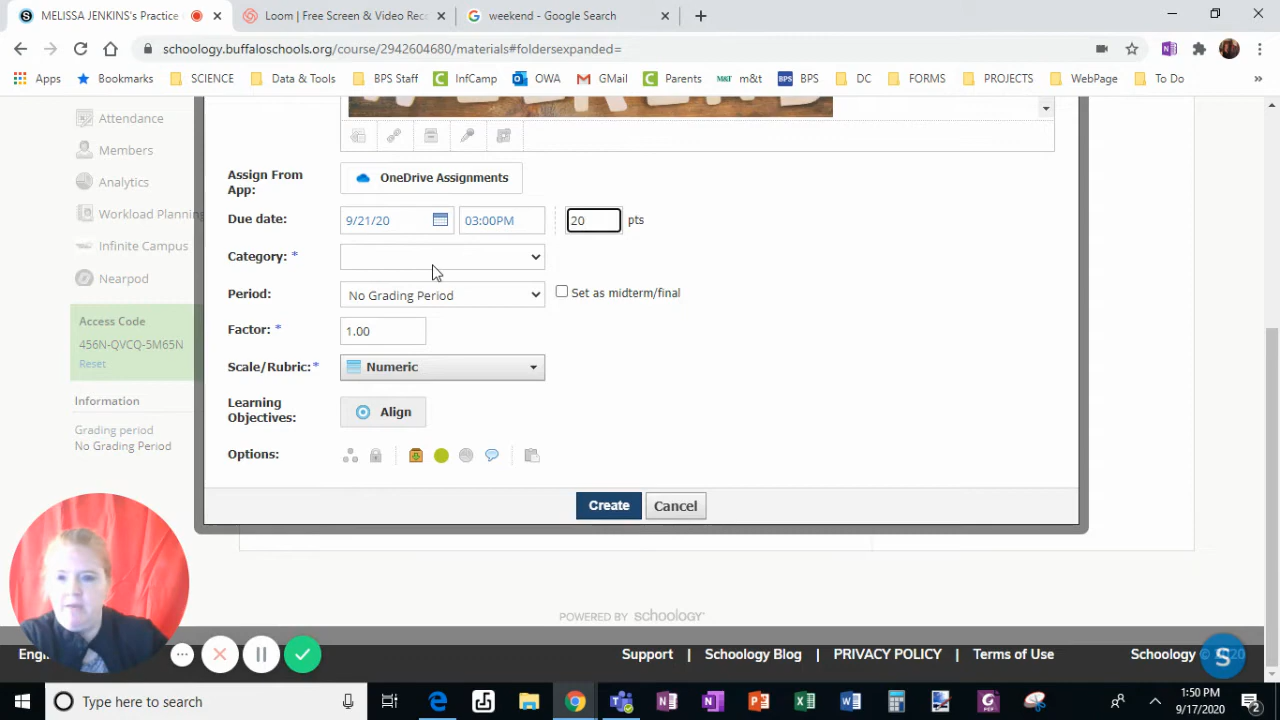 MELISSA JENKINS's Practice
Loom | Free Screen & Video Rec
weekend - Google Search
schoology.buffaloschools.org/course/2942604680/materials#foldersexpanded=
Apps
Bookmarks
SCIENCE
Data & Tools
BPS Staff
InfCamp
OWA
GMail
Parents
m&t
BPS
DC
FORMS
PROJECTS
WebPage
To Do
»
Attendance
Members
Analytics
Workload Planning
Infinite Campus
Nearpod
Access Code
456N-QVCQ-5M65N
Reset
Information
Grading period
No Grading Period
Assign From
App:
OneDrive Assignments
Due date:
9/21/20
03:00PM
20
pts
Category: *
Period:
No Grading Period
Set as midterm/final
Factor: *
1.00
Scale/Rubric: *
Numeric
Learning
Objectives:
Align
Options:
Create
Cancel
POWERED BY schoology
Support | Schoology Blog | PRIVACY POLICY | Terms of Use
Schoology © 2020
Type here to search
1:50 PM
9/17/2020